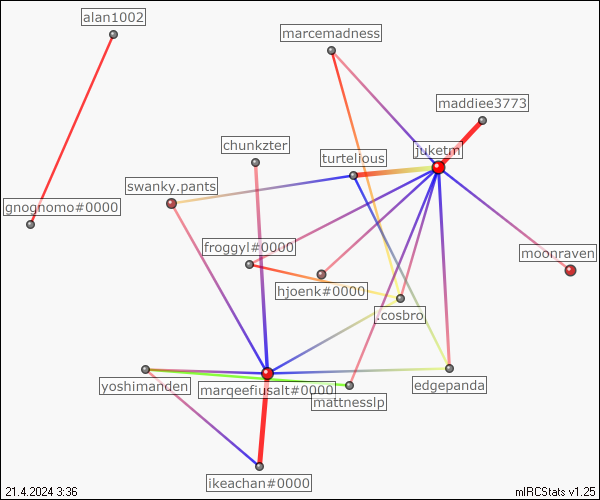 alan1002
marcemadness
maddiee3773
chunkzter
juketm
turtelious
swanky.pants
gnognomo#0000
froggyl#0000
moonraven
hjoenk#0000
.cosbro
yoshimanden
marqeefiusalt#0000
edgepanda
mattnesslp
ikeachan#0000
21.4.2024 3:36
mIRCStats v1.25